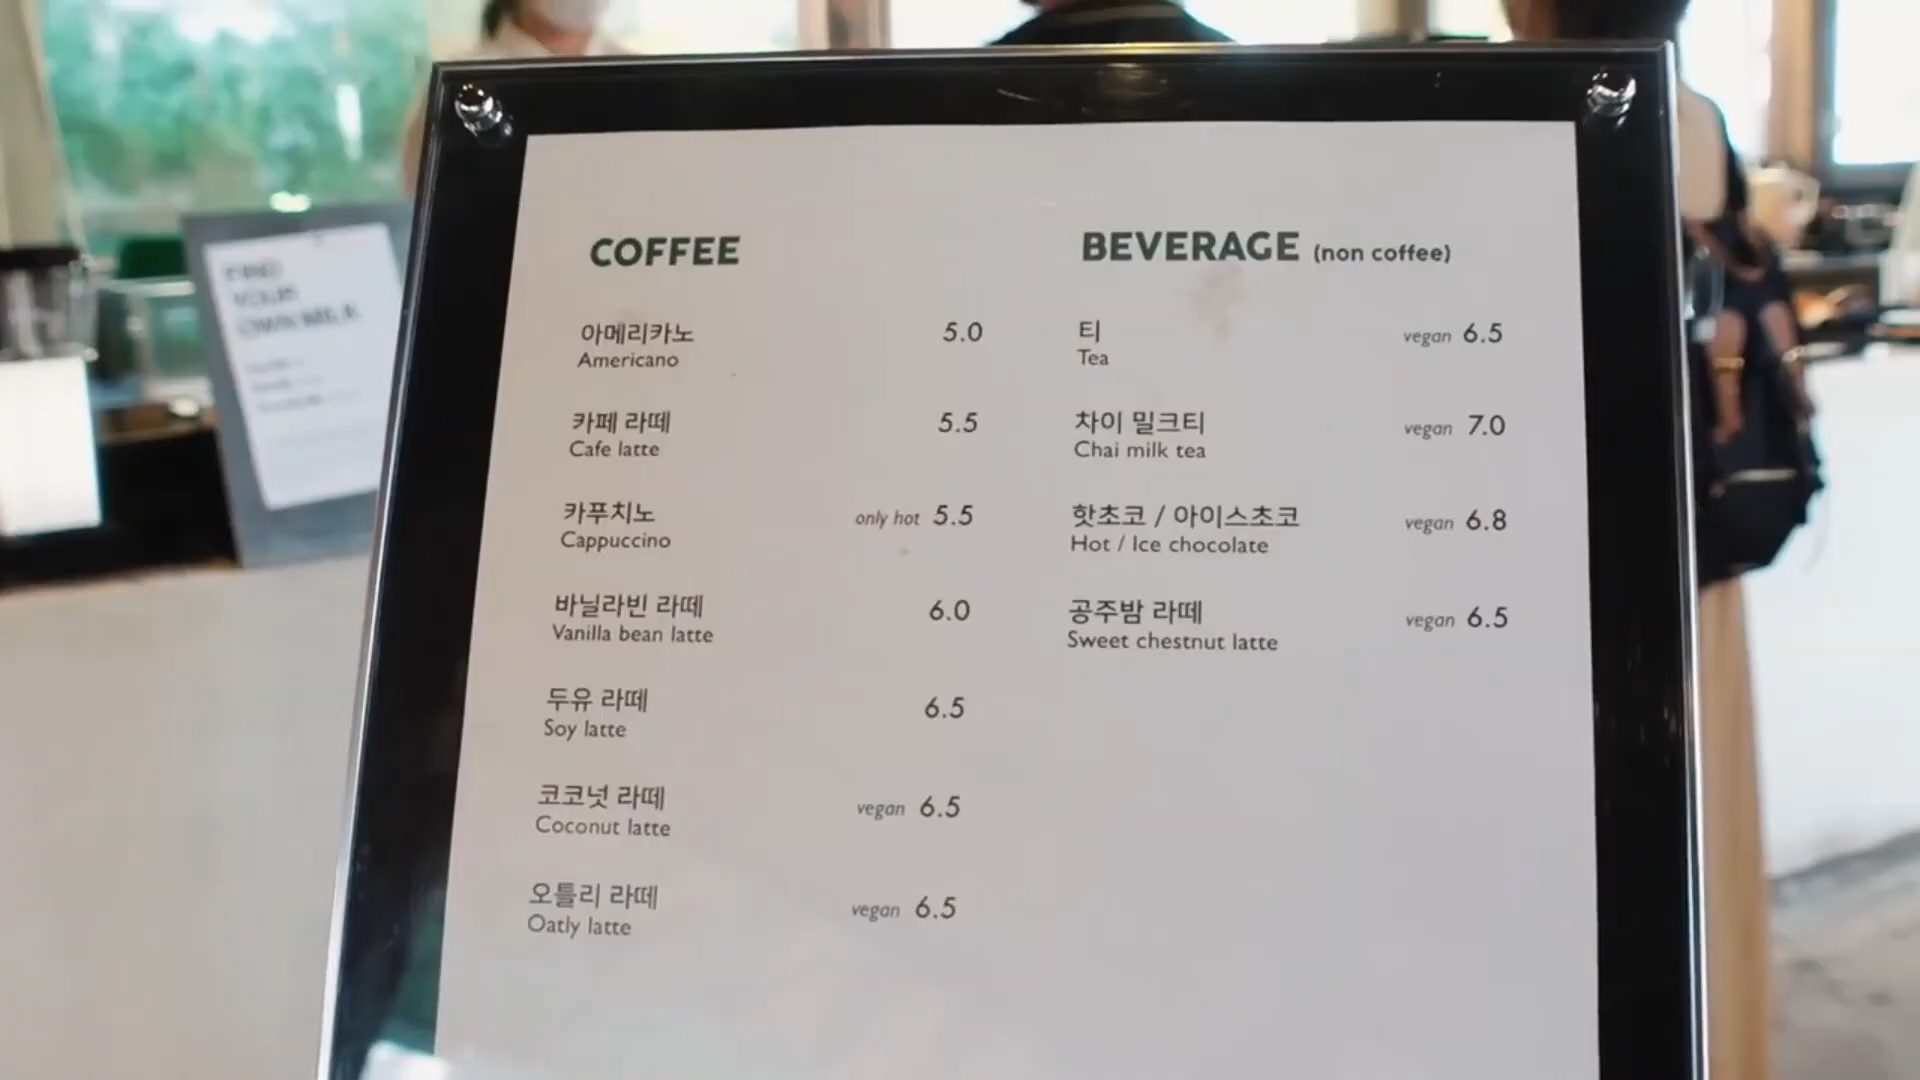 FIND
YOUR
OWN MILK
COFFEE
아메리카노 5.0
Americano
카페 라떼 5.5
Cafe latte
카푸치노 only hot 5.5
Cappuccino
바닐라빈 라떼 6.0
Vanilla bean latte
두유 라떼 6.5
Soy latte
코코넛 라떼 vegan 6.5
Coconut latte
오틀리 라떼 vegan 6.5
Oatly latte
BEVERAGE (non coffee)
티 vegan 6.5
Tea
차이 밀크티 vegan 7.0
Chai milk tea
핫초코 / 아이스초코 vegan 6.8
Hot / Ice chocolate
공주밤 라떼 vegan 6.5
Sweet chestnut latte